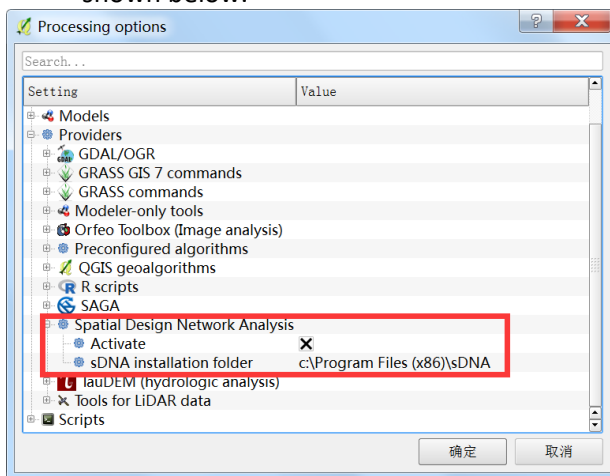 shown below.
Processing options
Search...
Setting Value
Models
Providers
GDAL/OGR
GRASS GIS 7 commands
GRASS commands
Modeler-only tools
Orfeo Toolbox (Image analysis)
Preconfigured algorithms
QGIS geoalgorithms
R scripts
SAGA
Spatial Design Network Analysis
Activate
sDNA installation folder c:\Program Files (x86)\sDNA
TauDEM (hydrologic analysis)
Tools for LiDAR data
Scripts
确定 取消